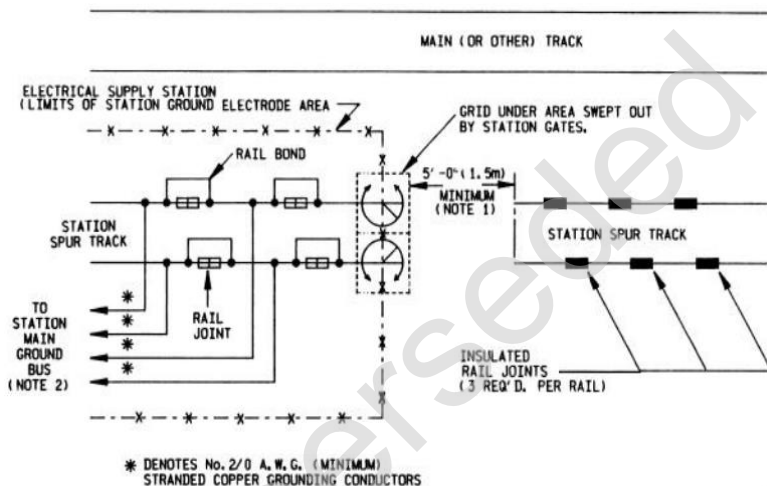 MAIN (OR OTHER) TRACK
ELECTRICAL SUPPLY STATION
(LIMITS OF STATION GROUND ELECTRODE AREA
GRID UNDER AREA SWEPT OUT
BY STATION GATES.
RAIL BOND
5'-0" (1.5m)
MINIMUM
(NOTE 1)
STATION
SPUR TRACK
STATION SPUR TRACK
TO
STATION
MAIN
GROUND
BUS
(NOTE 2)
RAIL
JOINT
INSULATED
RAIL JOINTS
(3 REQ'D. PER RAIL)
* DENOTES No. 2/0 A.W.G. (MINIMUM)
STRANDED COPPER GROUNDING CONDUCTORS
erseded